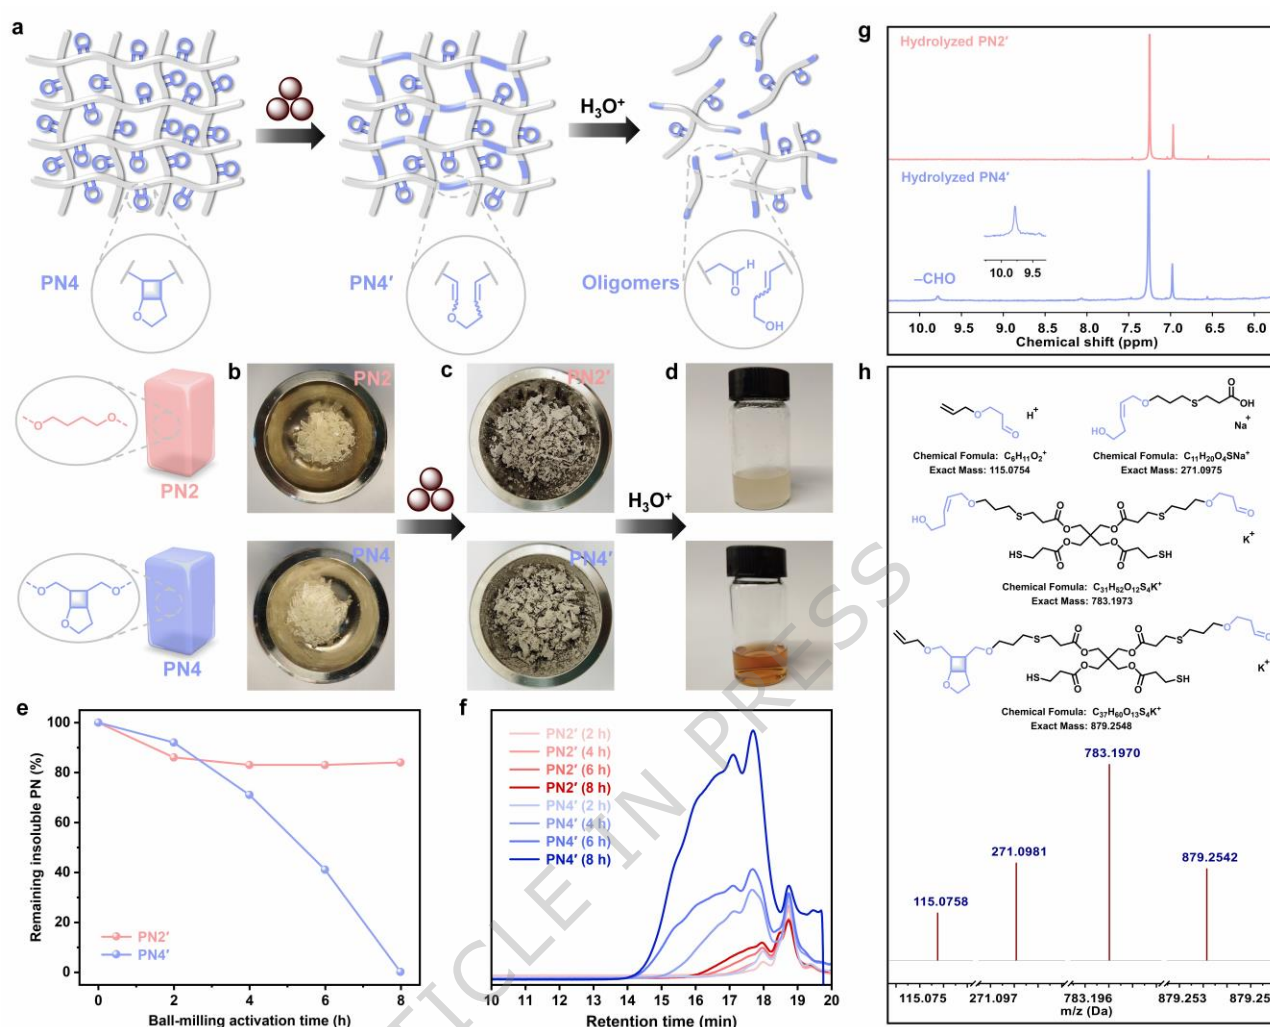 a
H₃O⁺
PN4
PN4′
Oligomers
O
O
O
H
OH
PN2
O
O
PN4
O
O
O
b
PN2
PN4
c
PN2′
PN4′
H₃O⁺
d
e
Remaining insoluble PN (%)
100
80
60
40
20
0
PN2′
PN4′
0
2
4
6
8
Ball-milling activation time (h)
f
PN2′ (2 h)
PN2′ (4 h)
PN2′ (6 h)
PN2′ (8 h)
PN4′ (2 h)
PN4′ (4 h)
PN4′ (6 h)
PN4′ (8 h)
10 11 12 13 14 15 16 17 18 19 20
Retention time (min)
g
Hydrolyzed PN2′
Hydrolyzed PN4′
10.0 9.5
–CHO
10.0 9.5 9.0 8.5 8.0 7.5 7.0 6.5 6.0
Chemical shift (ppm)
h
O
O
H⁺
Chemical Fomula: C₆H₁₁O₂⁺
Exact Mass: 115.0754
HO
O
S
O
OH
Na⁺
Chemical Fomula: C₁₁H₂₀O₄SNa⁺
Exact Mass: 271.0975
HO
O
S
O
O
O
O
S
O
O
HS
O
O
O
O
SH
K⁺
Chemical Fomula: C₃₁H₅₂O₁₂S₄K⁺
Exact Mass: 783.1973
O
O
O
S
O
O
O
O
S
O
O
HS
O
O
O
O
SH
K⁺
Chemical Fomula: C₃₇H₆₀O₁₃S₄K⁺
Exact Mass: 879.2548
783.1970
271.0981
879.2542
115.0758
115.075 271.097 783.196 879.253 879.25
m/z (Da)
ARTICLE IN PRESS